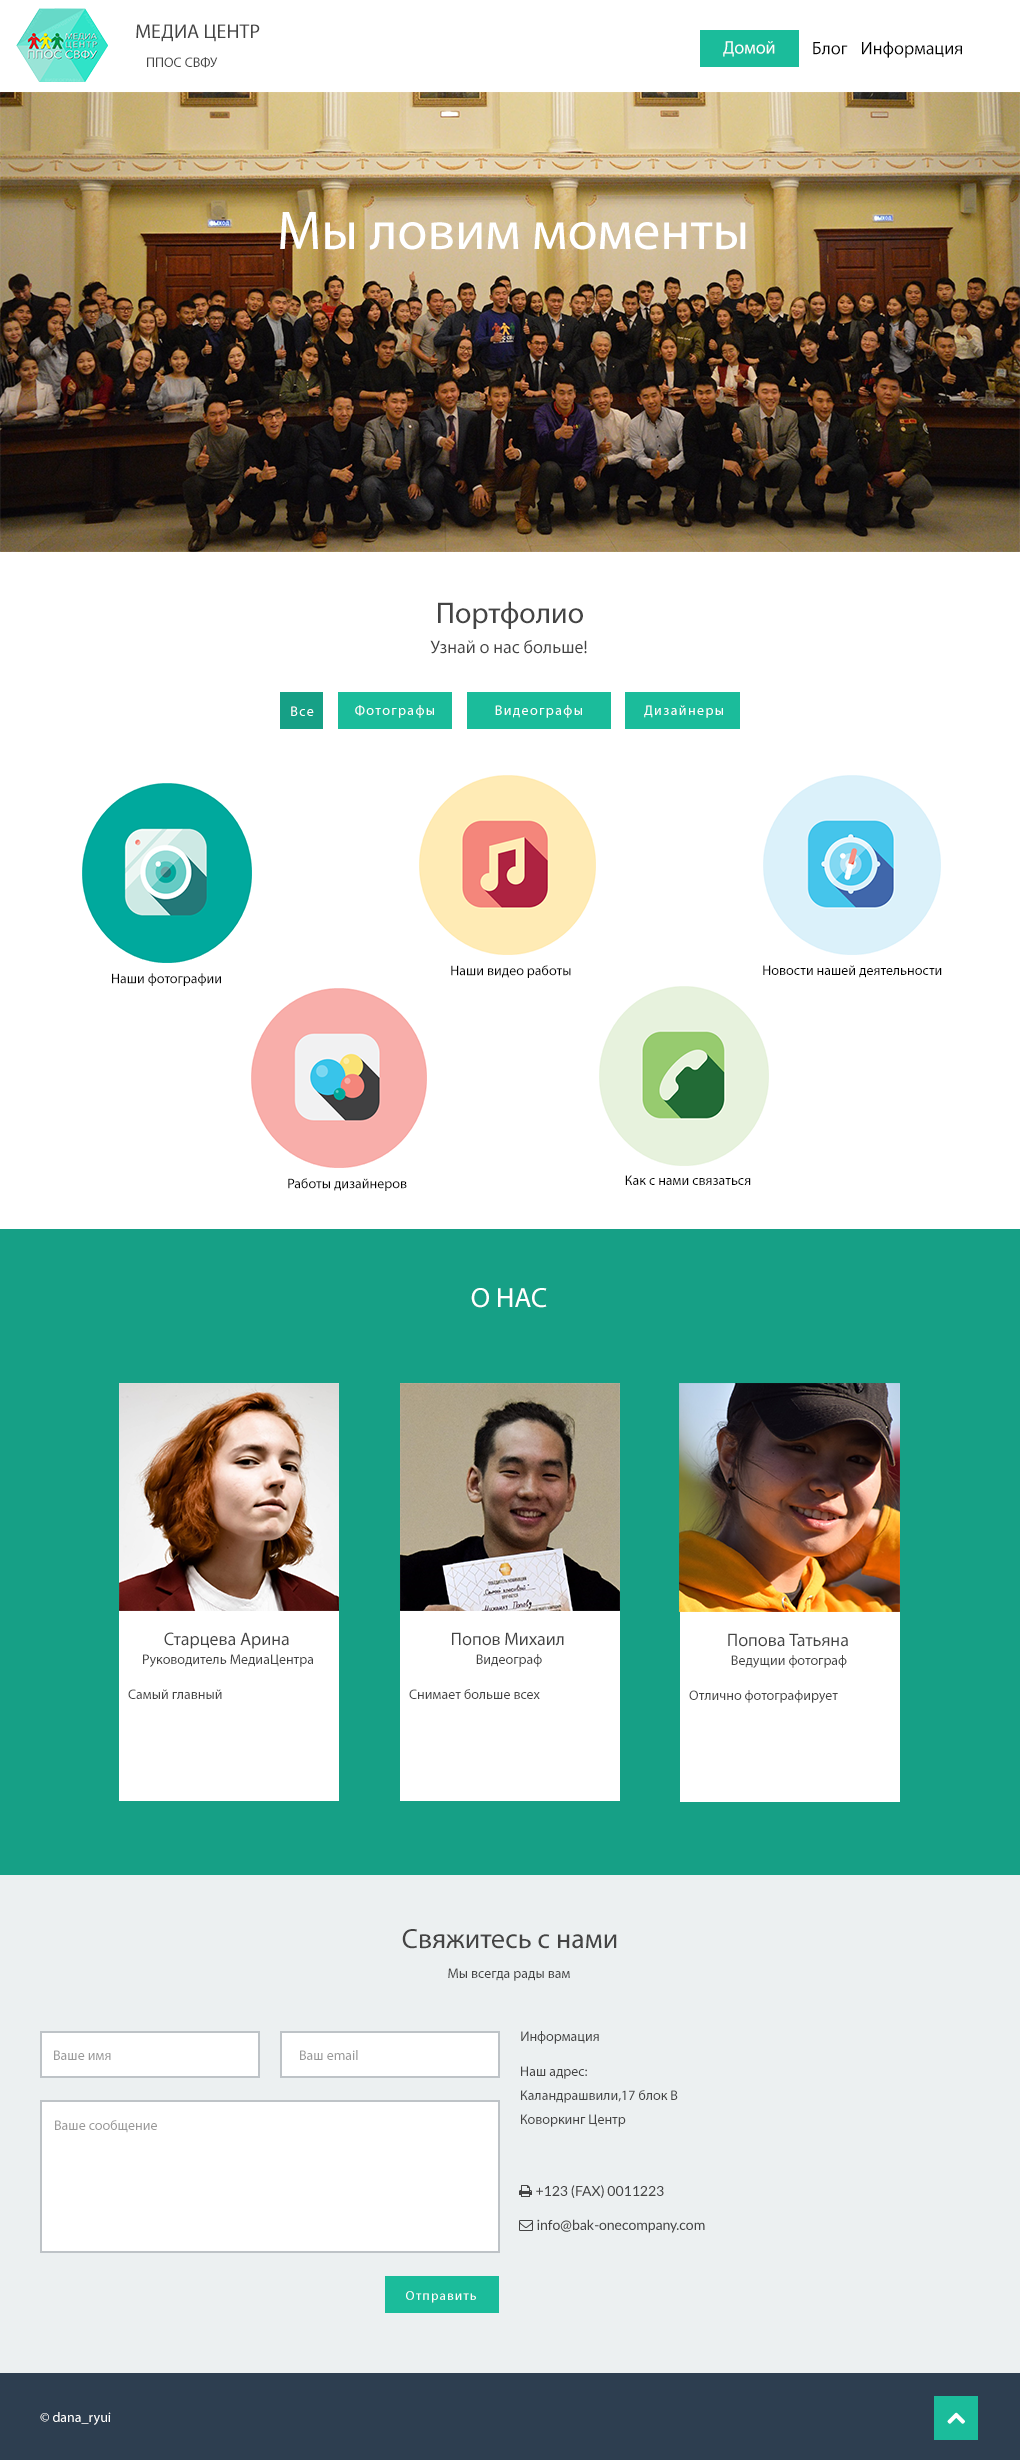 МЕДИА
ЦЕНТР
ППОС СВФУ
МЕДИА ЦЕНТР
ППОС СВФУ
Домой
Блог
Информация
Мы ловим моменты
Портфолио
Узнай о нас больше!
Все
Фотографы
Видеографы
Дизайнеры
Наши фотографии
Наши видео работы
Новости нашей деятельности
Работы дизайнеров
Как с нами связаться
О НАС
Старцева Арина
Руководитель МедиаЦентра
Самый главный
Попов Михаил
Видеограф
Снимает больше всех
Попова Татьяна
Ведущии фотограф
Отлично фотографирует
Свяжитесь с нами
Мы всегда рады вам
Ваше имя
Ваш email
Ваше сообщение
Отправить
Информация
Наш адрес:
Каландрашвили,17 блок В
Коворкинг Центр
+123 (FAX) 0011223
info@bak-onecompany.com
© dana_ryui